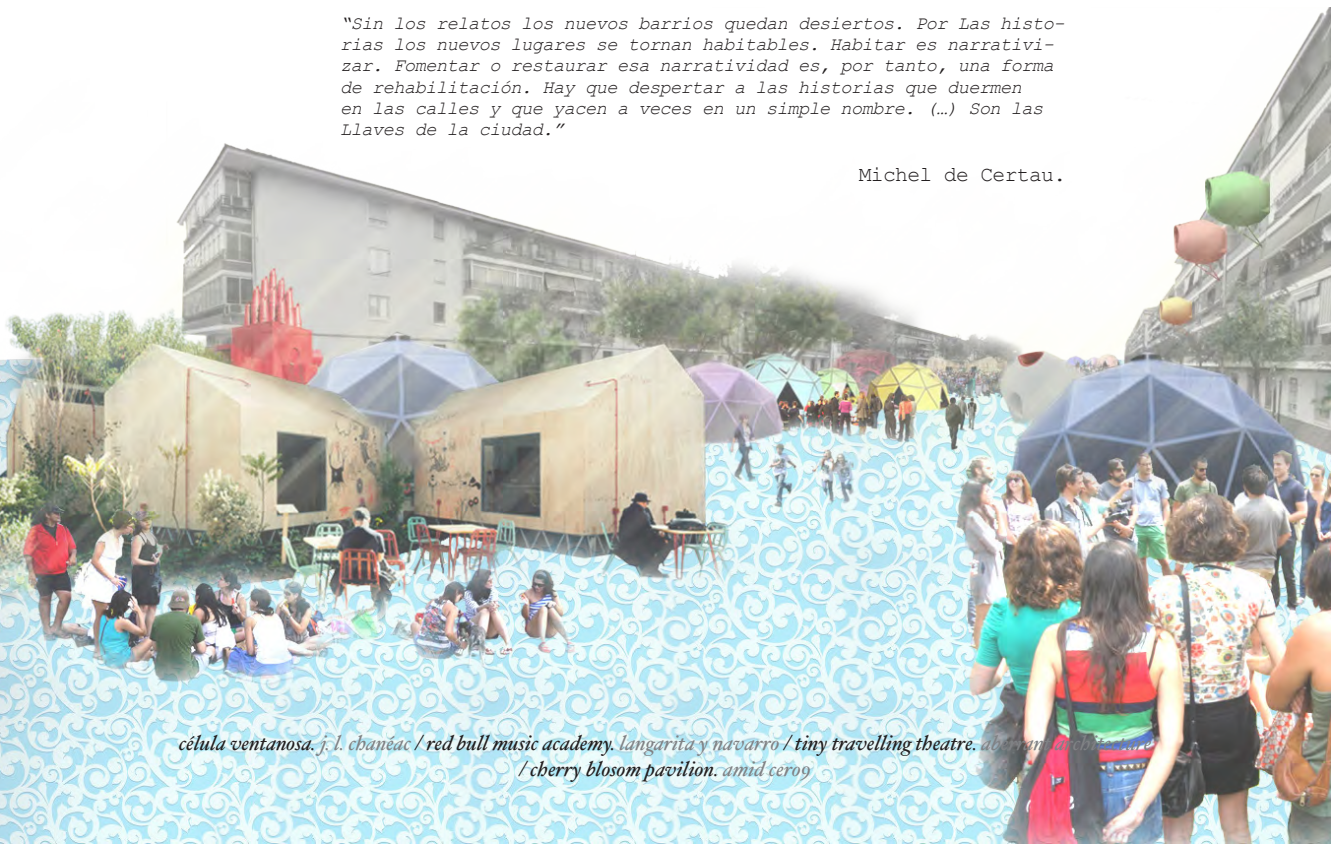 “Sin los relatos los nuevos barrios quedan desiertos. Por Las histo-
rias los nuevos lugares se tornan habitables. Habitar es narrativi-
zar. Fomentar o restaurar esa narratividad es, por tanto, una forma
de rehabilitación. Hay que despertar a las historias que duermen
en las calles y que yacen a veces en un simple nombre. (…) Son las
Llaves de la ciudad.”
Michel de Certau.
célula ventanosa. j. l. chanéac / red bull music academy. langarita y navarro / tiny travelling theatre. aberrant architecture
/ cherry blosom pavilion. amid cero9